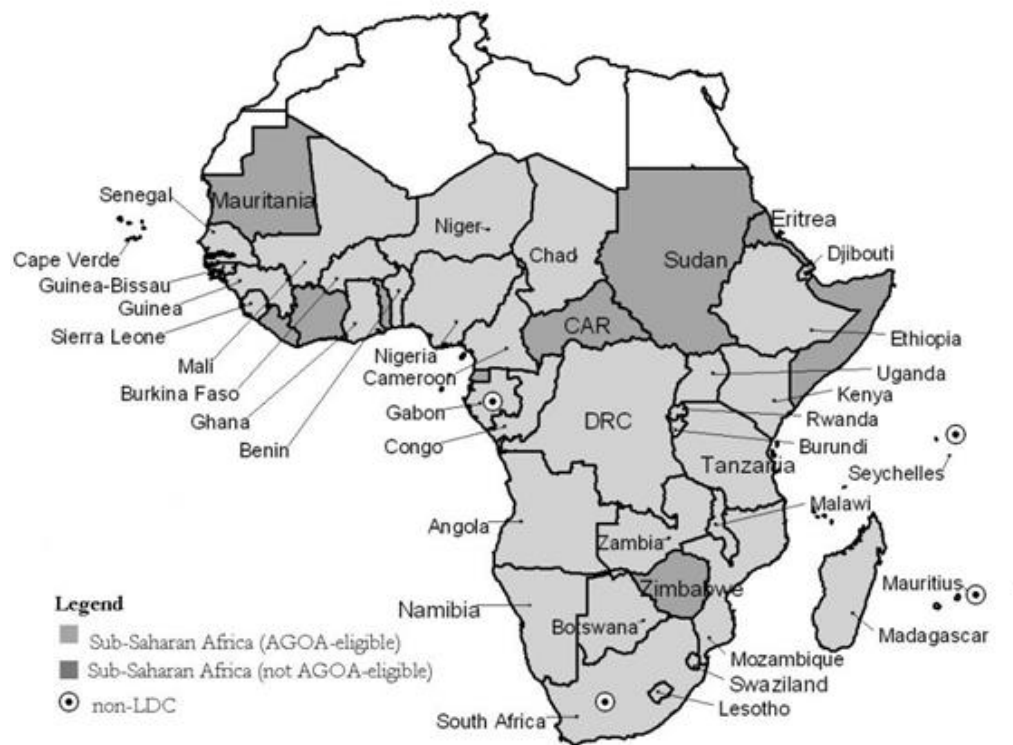 Senegal
Mauritania
Cape Verde
Guinea-Bissau
Guinea
Sierra Leone
Mali
Burkina Faso
Ghana
Benin
Niger
Chad
Sudan
Eritrea
Djibouti
Ethiopia
CAR
Nigeria
Cameroon
Gabon
Congo
DRC
Uganda
Kenya
Rwanda
Burundi
Tanzania
Seychelles
Malawi
Angola
Zambia
Zimbabwe
Namibia
Botswana
Mauritius
Madagascar
Mozambique
Swaziland
Lesotho
South Africa
Legend
Sub-Saharan Africa (AGOA-eligible)
Sub-Saharan Africa (not AGOA-eligible)
non-LDC